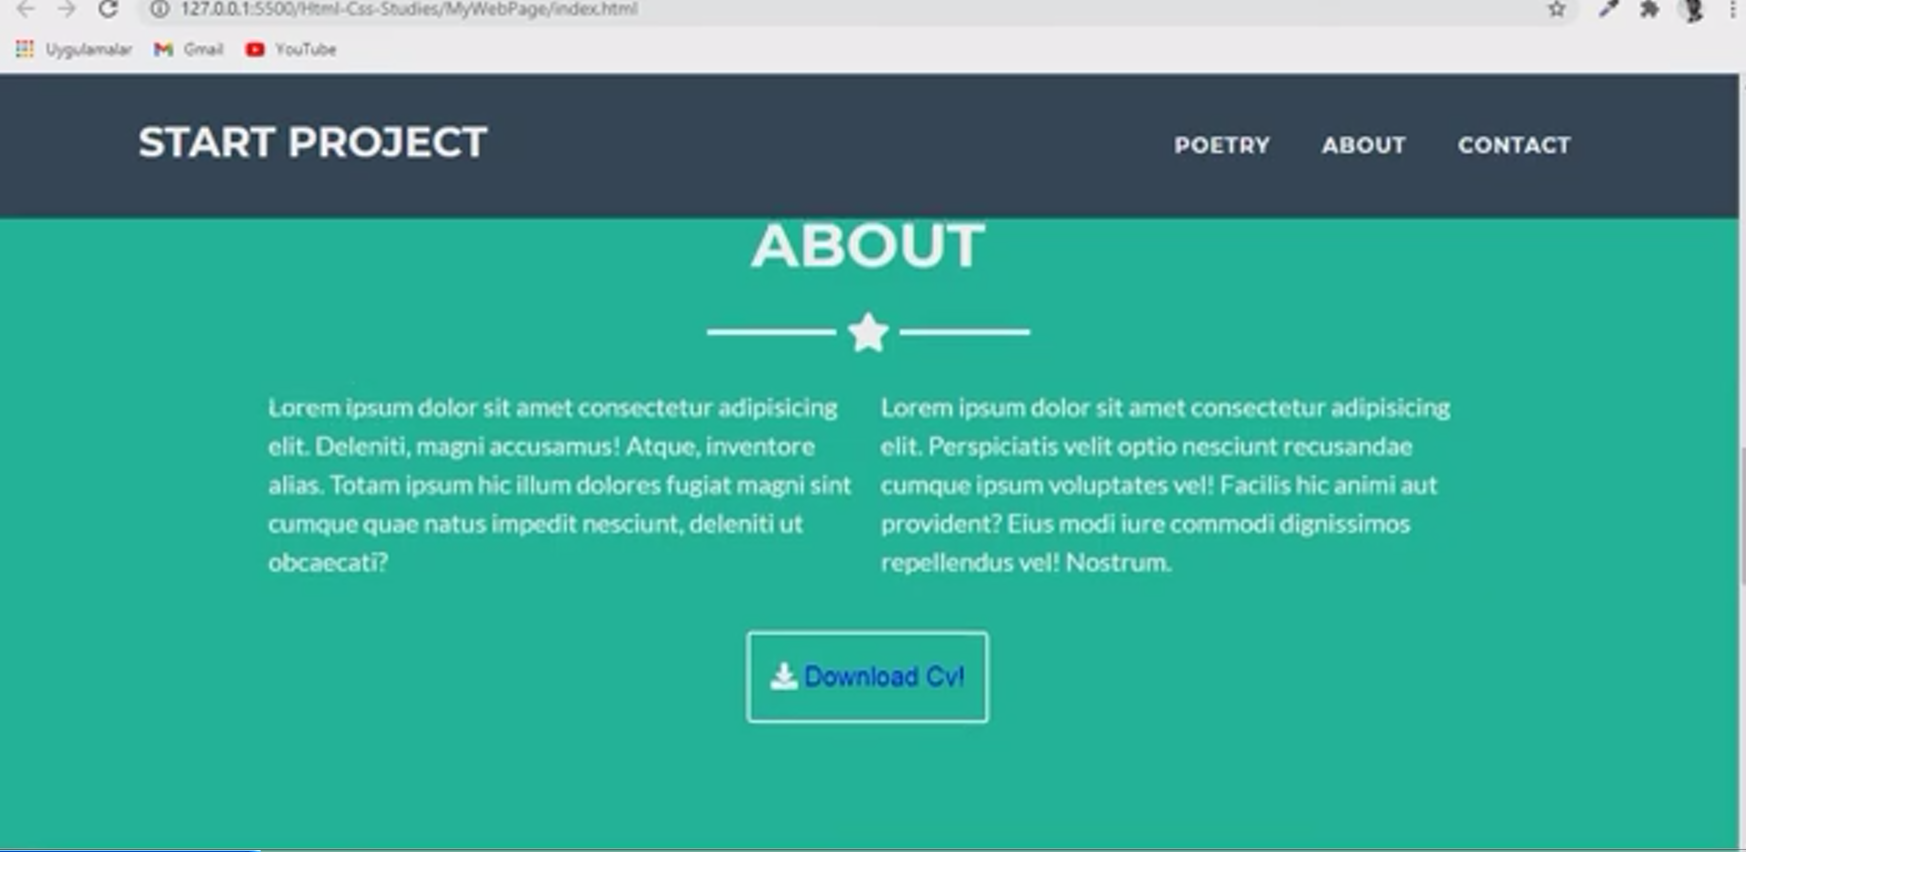 127.0.0.1:5500/Html-Css-Studies/MyWebPage/index.html
Uygulamalar Gmail YouTube
START PROJECT POETRY ABOUT CONTACT
ABOUT
Lorem ipsum dolor sit amet consectetur adipisicing
elit. Deleniti, magni accusamus! Atque, inventore
alias. Totam ipsum hic illum dolores fugiat magni sint
cumque quae natus impedit nesciunt, deleniti ut
obcaecati?
Lorem ipsum dolor sit amet consectetur adipisicing
elit. Perspiciatis velit optio nesciunt recusandae
cumque ipsum voluptates vel! Facilis hic animi aut
provident? Eius modi iure commodi dignissimos
repellendus vel! Nostrum.
Download Cv!